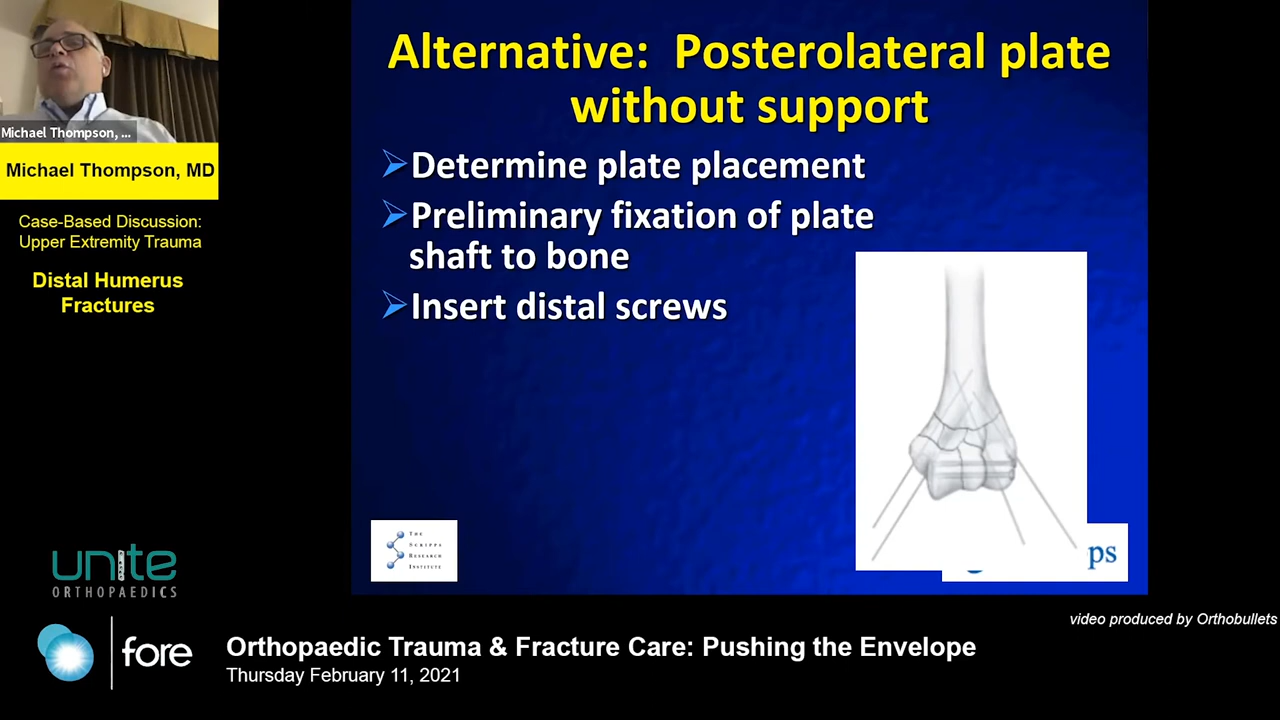 Michael Thompson, ...
Michael Thompson, MD
Case-Based Discussion:
Upper Extremity Trauma
Distal Humerus
Fractures
Alternative: Posterolateral plate
without support
Determine plate placement
Preliminary fixation of plate
shaft to bone
Insert distal screws
THE
SCRIPPS
RESEARCH
INSTITUTE
ps
unite
ORTHOPAEDICS
fore
video produced by Orthobullets
Orthopaedic Trauma & Fracture Care: Pushing the Envelope
Thursday February 11, 2021